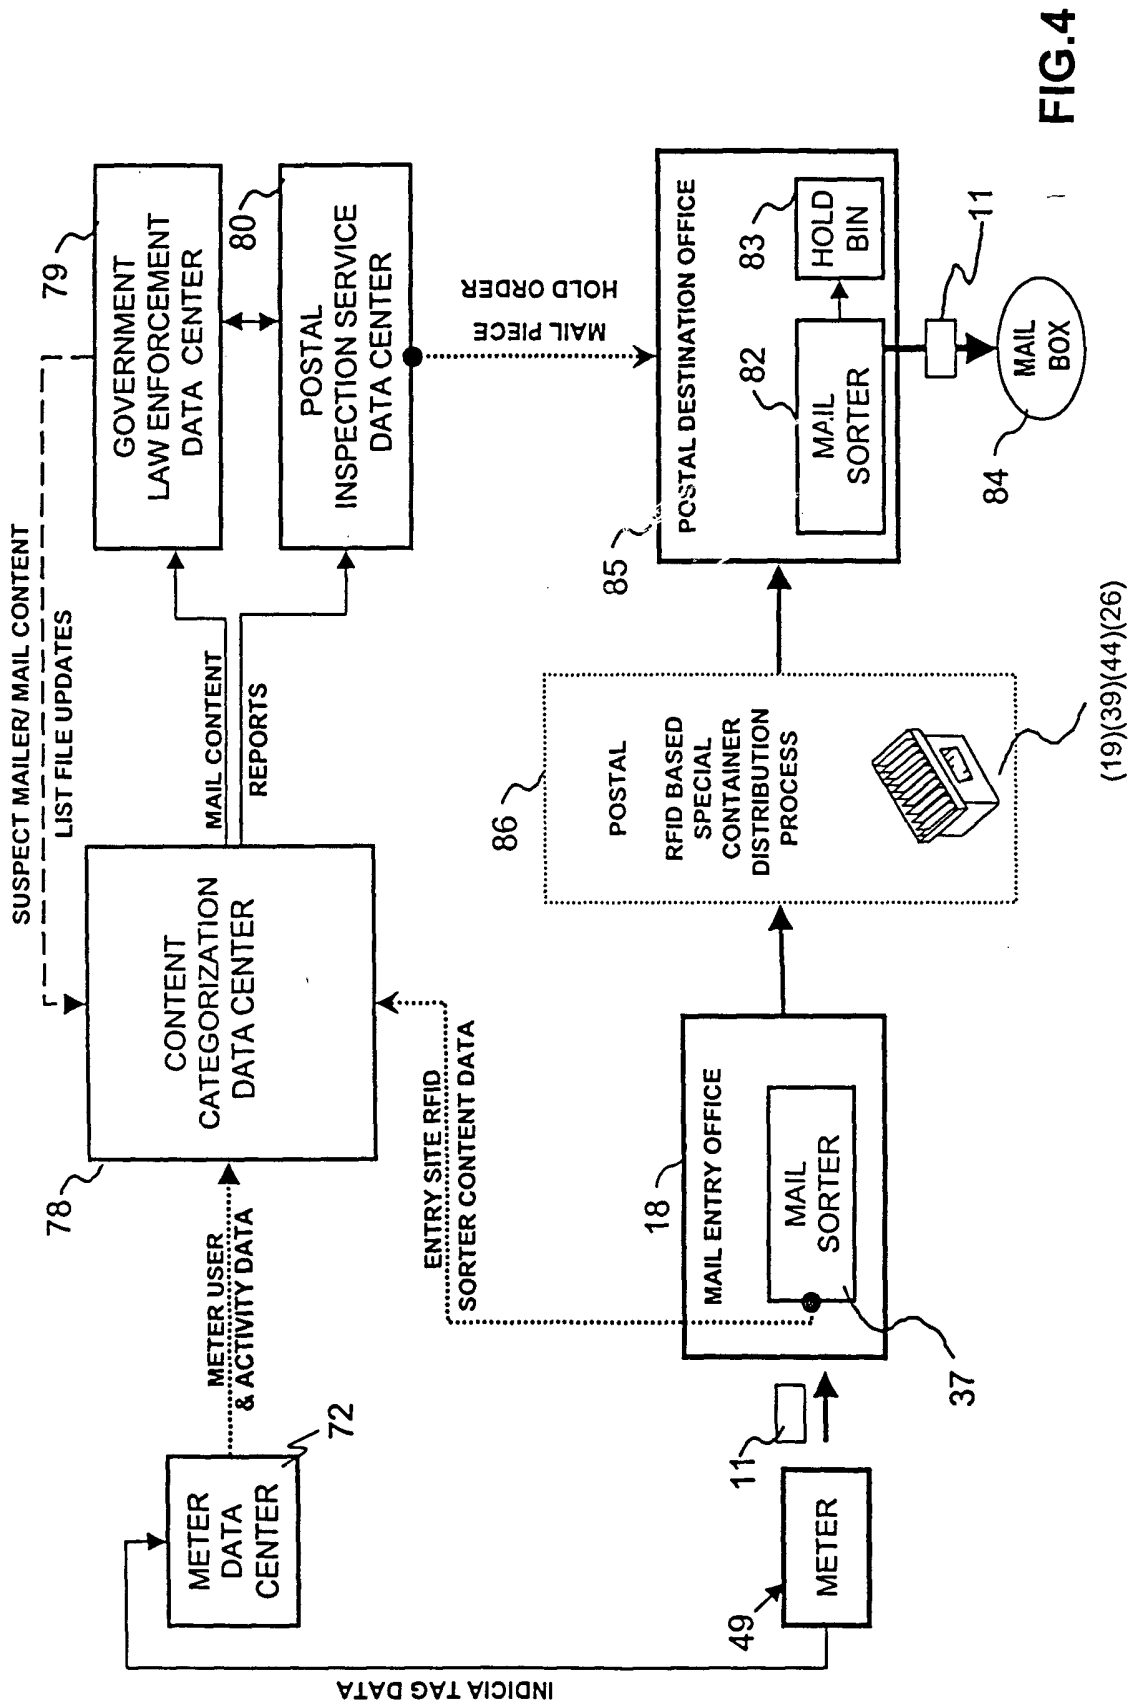 SUSPECT MAILER/ MAIL CONTENT
LIST FILE UPDATES
79
GOVERNMENT
LAW ENFORCEMENT
DATA CENTER
80
POSTAL
INSPECTION SERVICE
DATA CENTER
MAIL CONTENT
REPORTS
78
CONTENT
CATEGORIZATION
DATA CENTER
METER USER
& ACTIVITY DATA
72
METER
DATA
CENTER
INDICIA TAG DATA
ENTRY SITE RFID
SORTER CONTENT DATA
MAIL PIECE
HOLD ORDER
49
METER
11
18
MAIL ENTRY OFFICE
MAIL
SORTER
37
86
POSTAL
RFID BASED
SPECIAL
CONTAINER
DISTRIBUTION
PROCESS
(19)(39)(44)(26)
85
POSTAL DESTINATION OFFICE
82
MAIL
SORTER
83
HOLD
BIN
11
84
MAIL
BOX
FIG.4